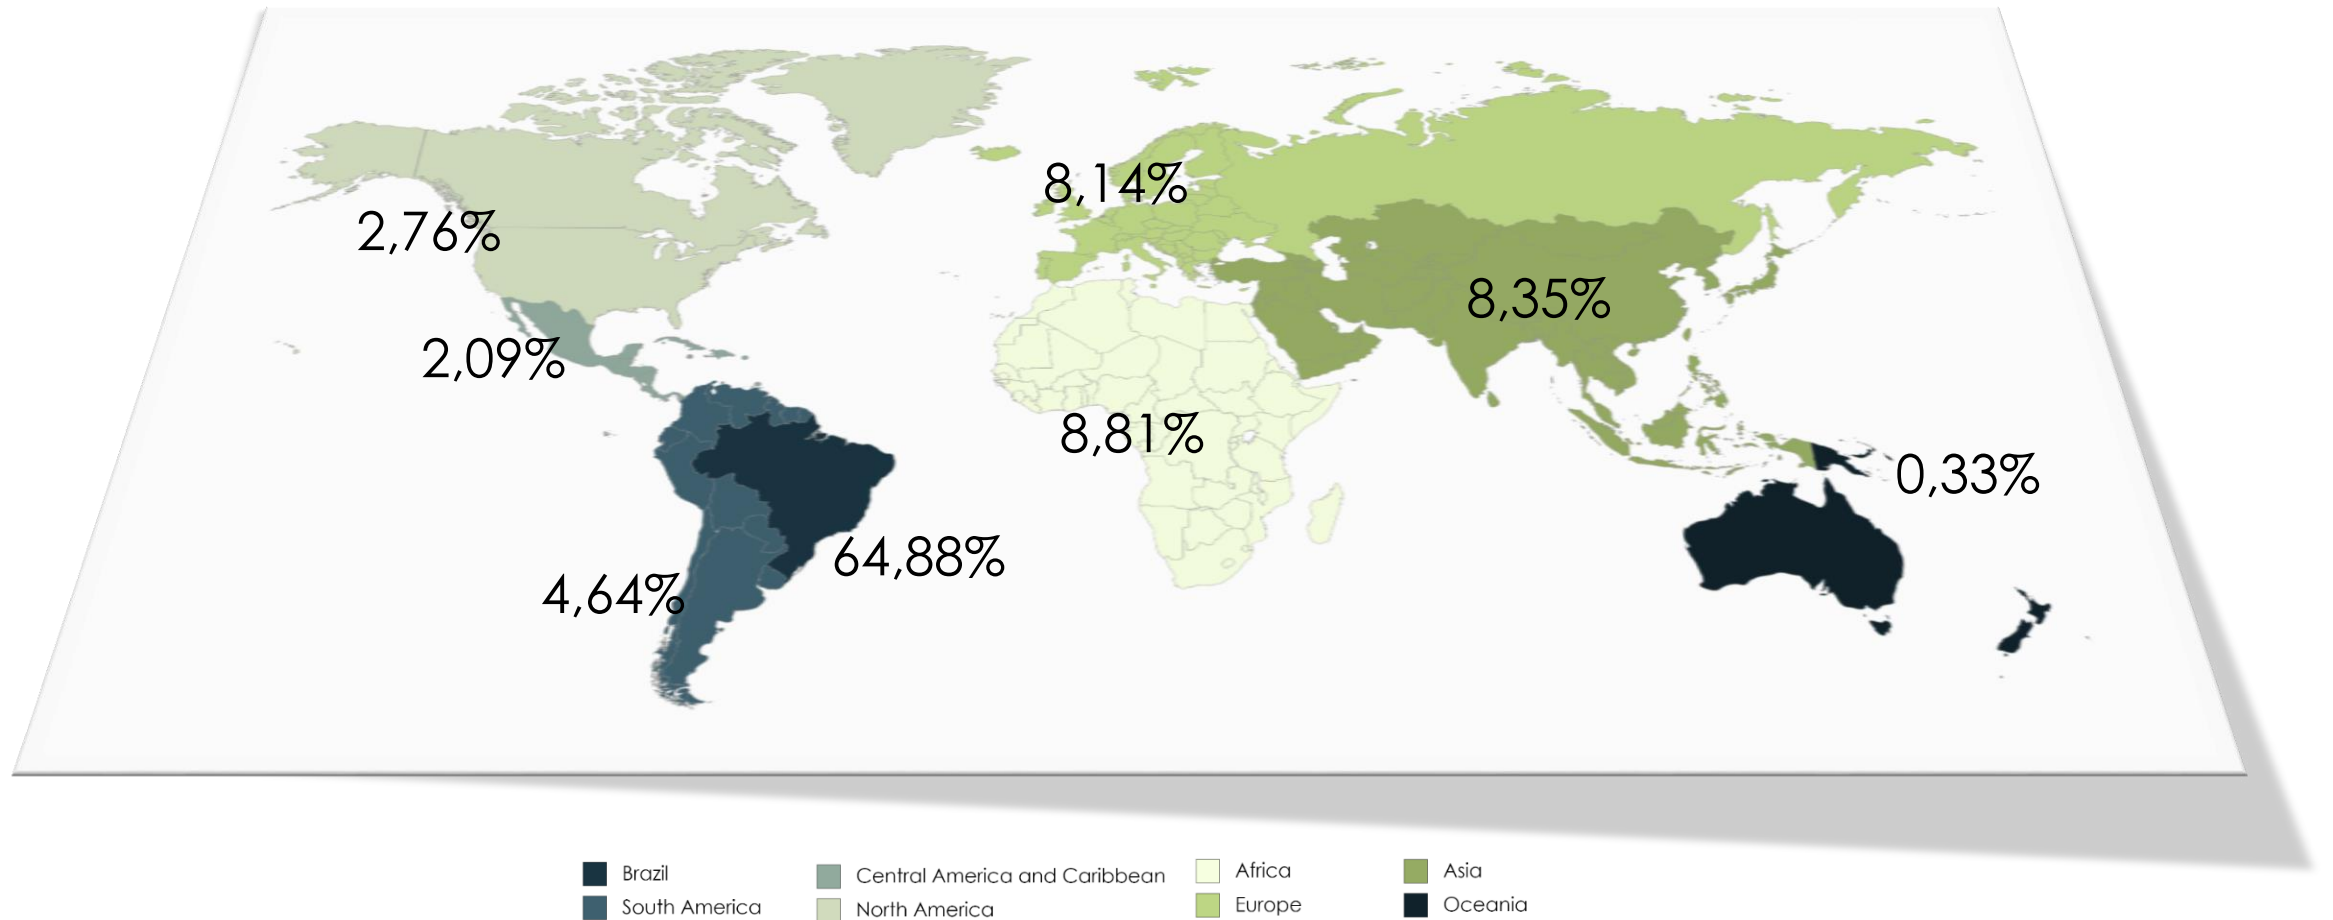 8,14%
2,76%
8,35%
2,09%
8,81%
0,33%
64,88%
4,64%
Brazil
South America
Central America and Caribbean
North America
Africa
Europe
Asia
Oceania